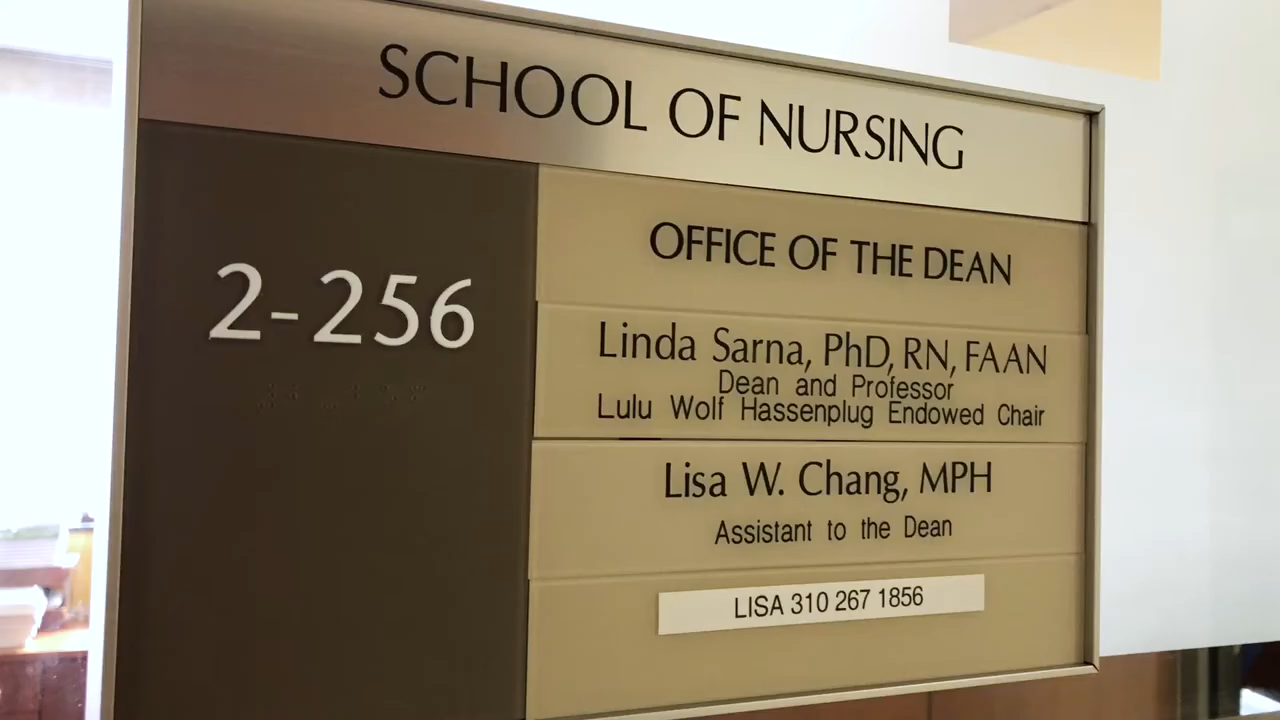 SCHOOL OF NURSING
2-256
OFFICE OF THE DEAN
Linda Sarna, PhD, RN, FAAN
Dean and Professor
Lulu Wolf Hassenplug Endowed Chair
Lisa W. Chang, MPH
Assistant to the Dean
LISA 310 267 1856